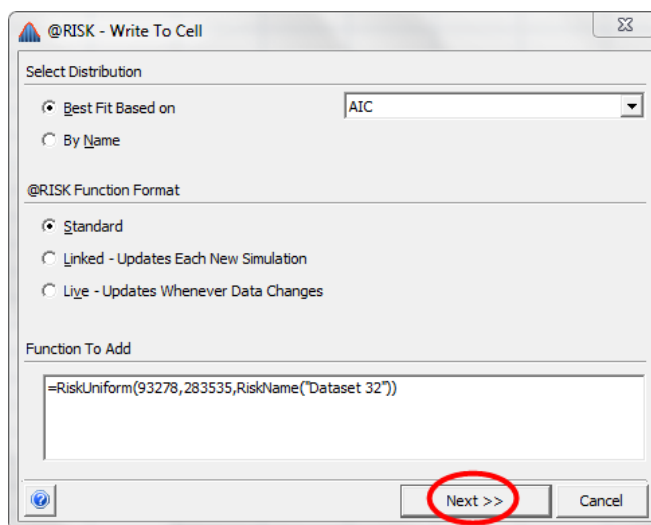 @RISK - Write To Cell
Select Distribution
Best Fit Based on
AIC
By Name
@RISK Function Format
Standard
Linked - Updates Each New Simulation
Live - Updates Whenever Data Changes
Function To Add
=RiskUniform(93278,283535,RiskName("Dataset 32"))
Next >>
Cancel